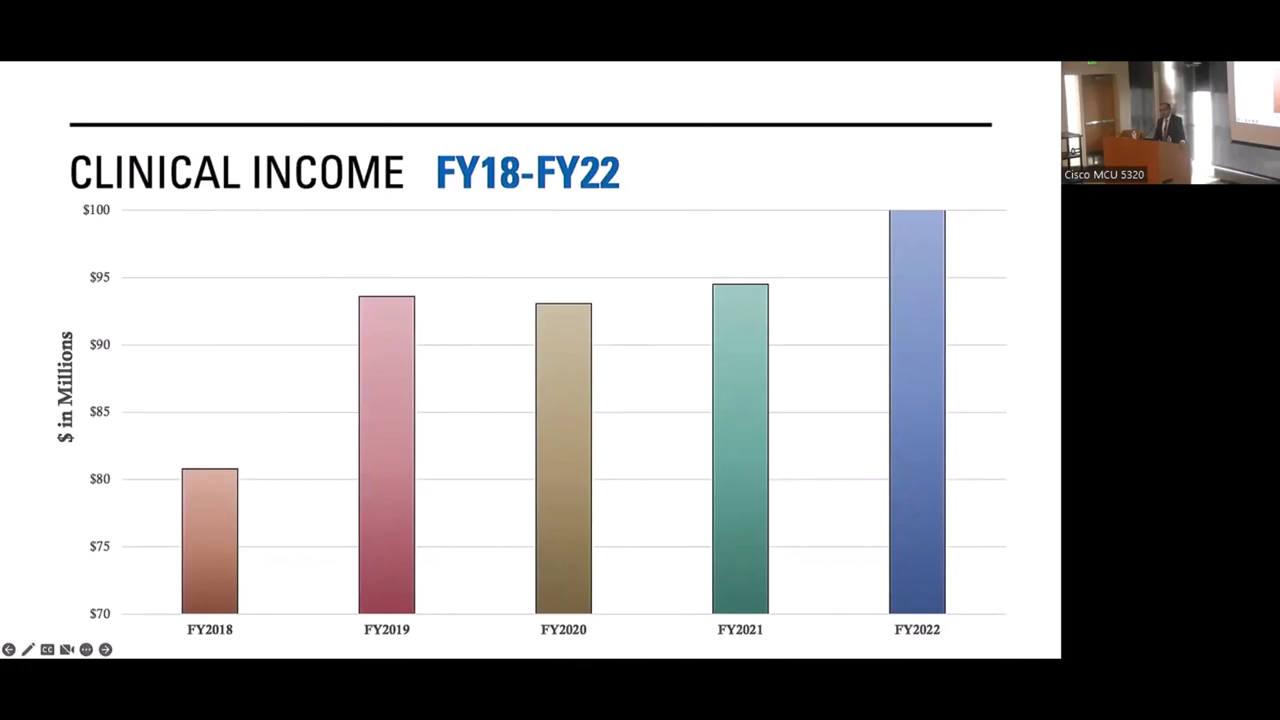 CLINICAL INCOME FY18-FY22
$100
$95
$90
$85
$80
$75
$70
$ in Millions
FY2018 FY2019 FY2020 FY2021 FY2022
Cisco MCU 5320
CC